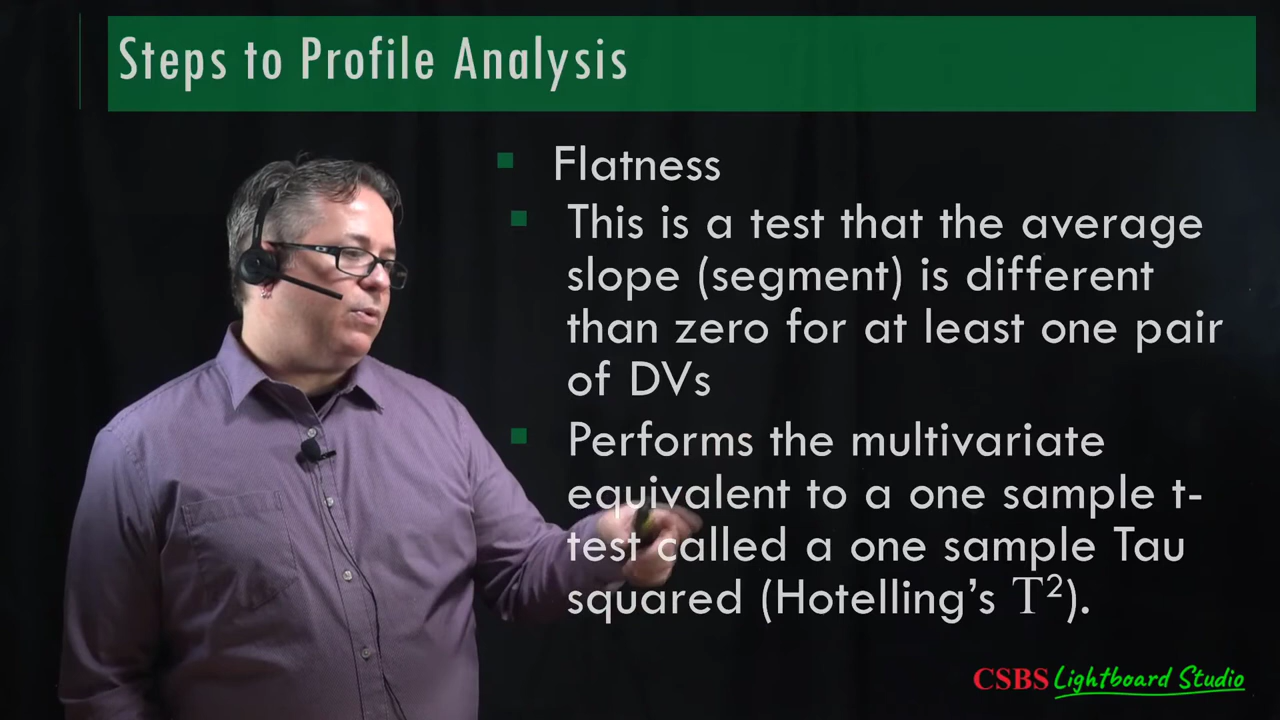 Steps to Profile Analysis
Flatness
This is a test that the average
slope (segment) is different
than zero for at least one pair
of DVs
Performs the multivariate
equivalent to a one sample t-
test called a one sample Tau
squared (Hotelling’s T²).
CSBS Lightboard Studio